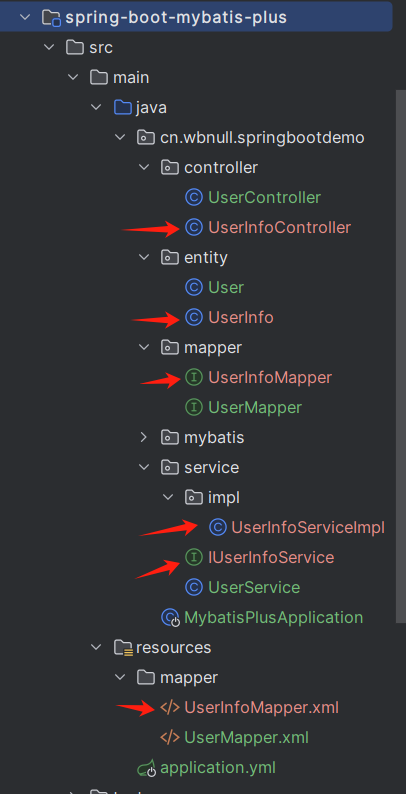 spring-boot-mybatis-plus
src
main
java
cn.wbnull.springbootdemo
controller
UserController
UserInfoController
entity
User
UserInfo
mapper
UserInfoMapper
UserMapper
mybatis
service
impl
UserInfoServiceImpl
IUserInfoService
UserService
MybatisPlusApplication
resources
mapper
UserInfoMapper.xml
UserMapper.xml
application.yml